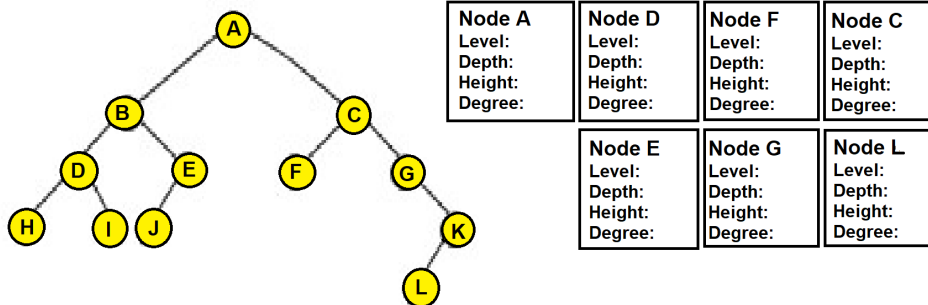 A
B
C
D
E
F
G
H
I
J
K
L
Node A
Level:
Depth:
Height:
Degree:
Node D
Level:
Depth:
Height:
Degree:
Node F
Level:
Depth:
Height:
Degree:
Node C
Level:
Depth:
Height:
Degree:
Node E
Level:
Depth:
Height:
Degree:
Node G
Level:
Depth:
Height:
Degree:
Node L
Level:
Depth:
Height:
Degree: